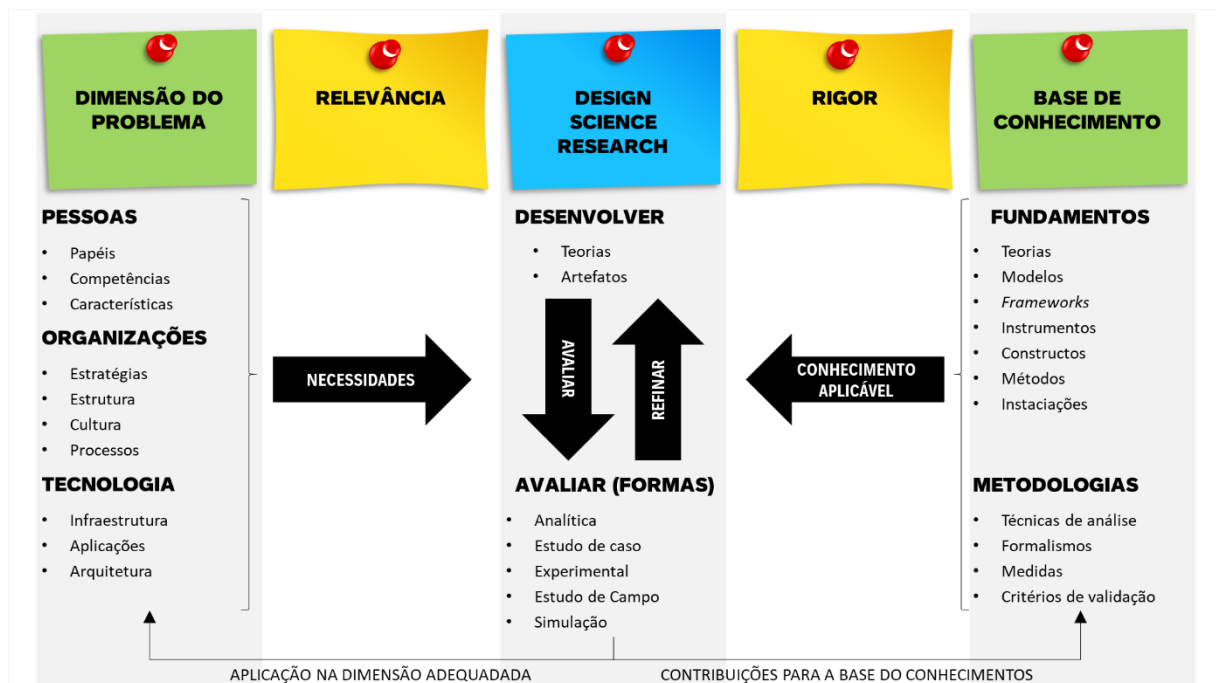 DIMENSÃO DO
PROBLEMA
RELEVÂNCIA
DESIGN
SCIENCE
RESEARCH
RIGOR
BASE DE
CONHECIMENTO
PESSOAS
• Papéis
• Competências
• Características
ORGANIZAÇÕES
• Estratégias
• Estrutura
• Cultura
• Processos
TECNOLOGIA
• Infraestrutura
• Aplicações
• Arquitetura
NECESSIDADES
DESENVOLVER
• Teorias
• Artefatos
AVALIAR
REFINAR
AVALIAR (FORMAS)
• Analítica
• Estudo de caso
• Experimental
• Estudo de Campo
• Simulação
CONHECIMENTO
APLICÁVEL
FUNDAMENTOS
• Teorias
• Modelos
• Frameworks
• Instrumentos
• Constructos
• Métodos
• Instaciações
METODOLOGIAS
• Técnicas de análise
• Formalismos
• Medidas
• Critérios de validação
APLICAÇÃO NA DIMENSÃO ADEQUADADA
CONTRIBUIÇÕES PARA A BASE DO CONHECIMENTOS